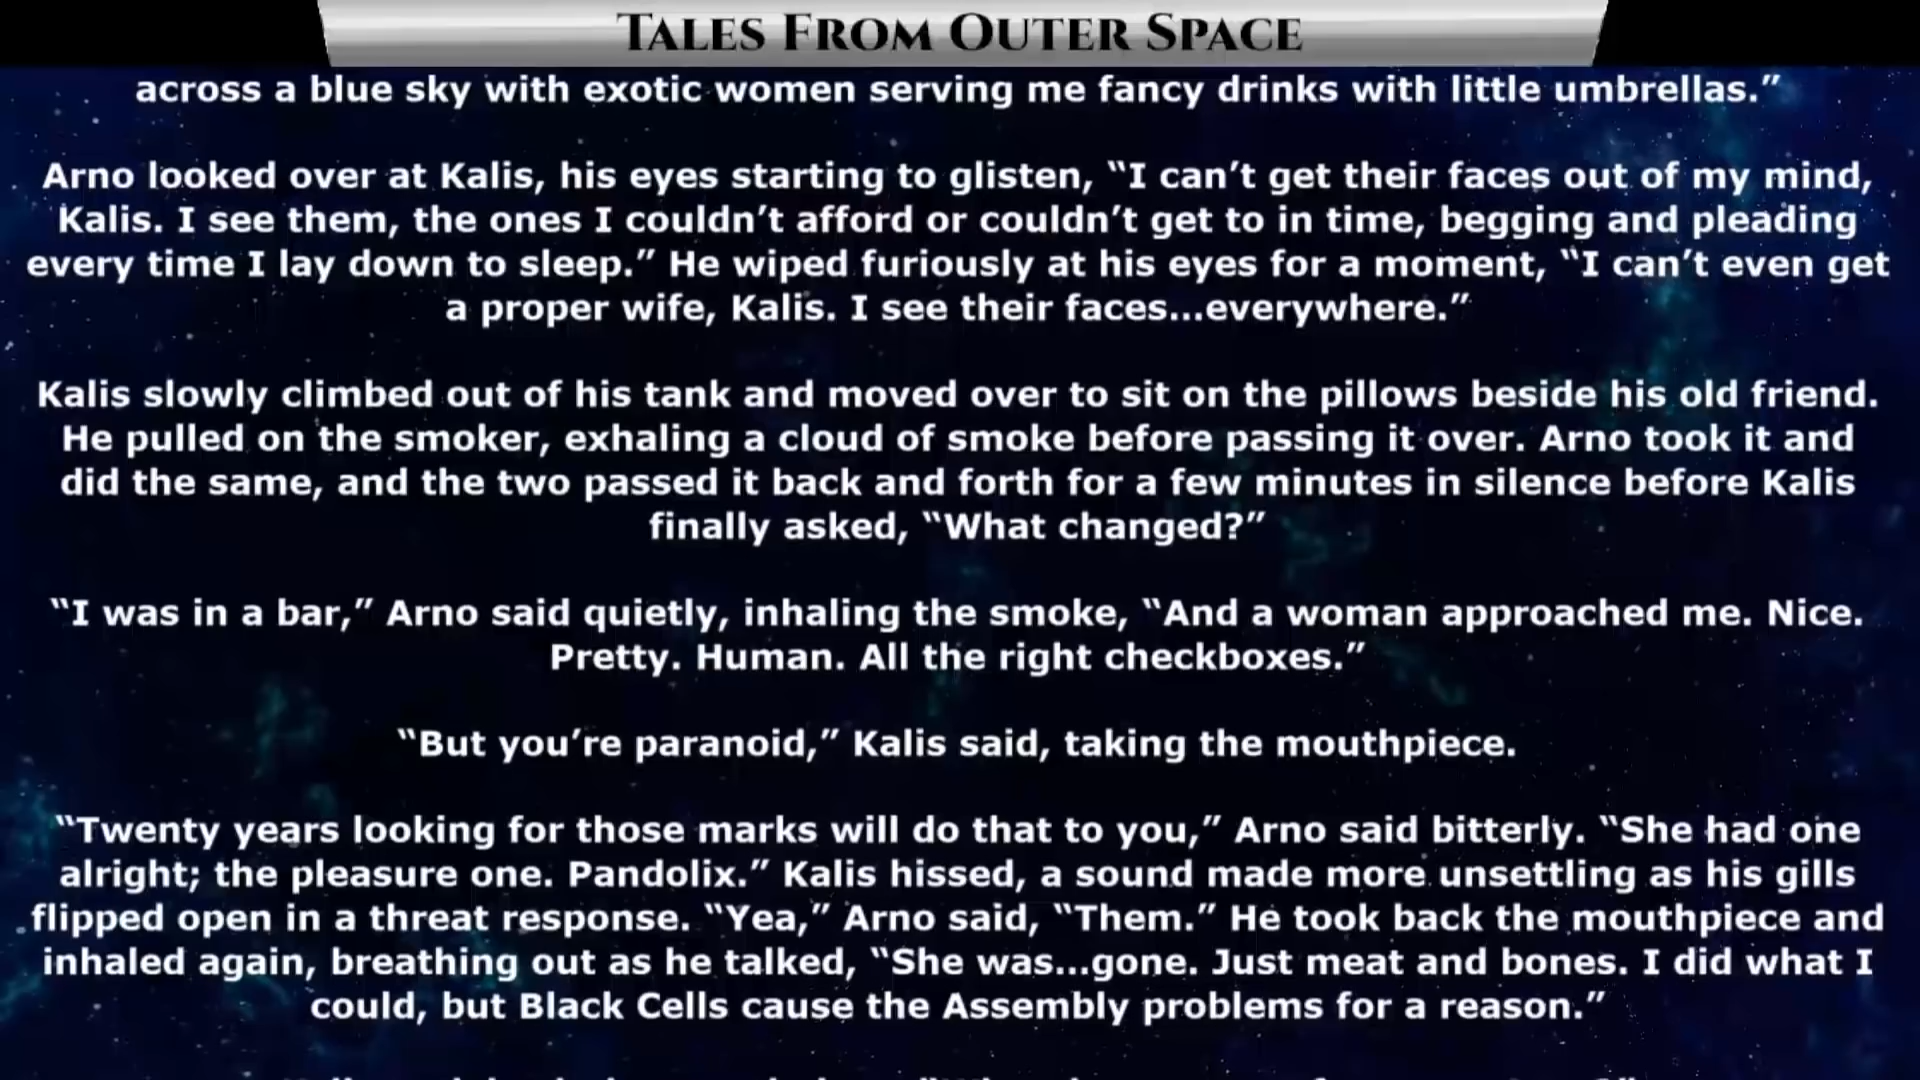 TALES FROM OUTER SPACE
across a blue sky with exotic women serving me fancy drinks with little umbrellas.”
Arno looked over at Kalis, his eyes starting to glisten, “I can’t get their faces out of my mind,
Kalis. I see them, the ones I couldn’t afford or couldn’t get to in time, begging and pleading
every time I lay down to sleep.” He wiped furiously at his eyes for a moment, “I can’t even get
a proper wife, Kalis. I see their faces...everywhere.”
Kalis slowly climbed out of his tank and moved over to sit on the pillows beside his old friend.
He pulled on the smoker, exhaling a cloud of smoke before passing it over. Arno took it and
did the same, and the two passed it back and forth for a few minutes in silence before Kalis
finally asked, “What changed?”
“I was in a bar,” Arno said quietly, inhaling the smoke, “And a woman approached me. Nice.
Pretty. Human. All the right checkboxes.”
“But you’re paranoid,” Kalis said, taking the mouthpiece.
“Twenty years looking for those marks will do that to you,” Arno said bitterly. “She had one
alright; the pleasure one. Pandolix.” Kalis hissed, a sound made more unsettling as his gills
flipped open in a threat response. “Yea,” Arno said, “Them.” He took back the mouthpiece and
inhaled again, breathing out as he talked, “She was...gone. Just meat and bones. I did what I
could, but Black Cells cause the Assembly problems for a reason.”